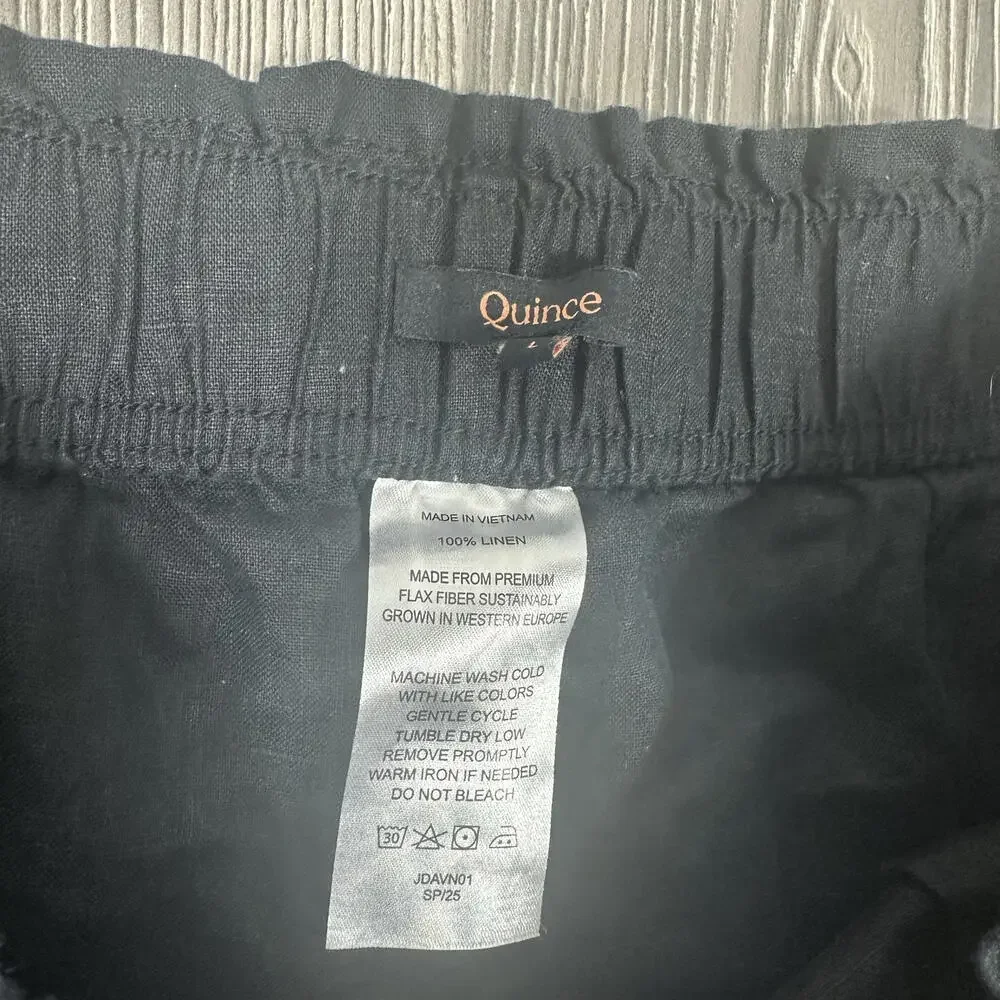 Quince
L
MADE IN VIETNAM
100% LINEN
MADE FROM PREMIUM
FLAX FIBER SUSTAINABLY
GROWN IN WESTERN EUROPE
MACHINE WASH COLD
WITH LIKE COLORS
GENTLE CYCLE
TUMBLE DRY LOW
REMOVE PROMPTLY
WARM IRON IF NEEDED
DO NOT BLEACH
30
JDAVN01
SP/25